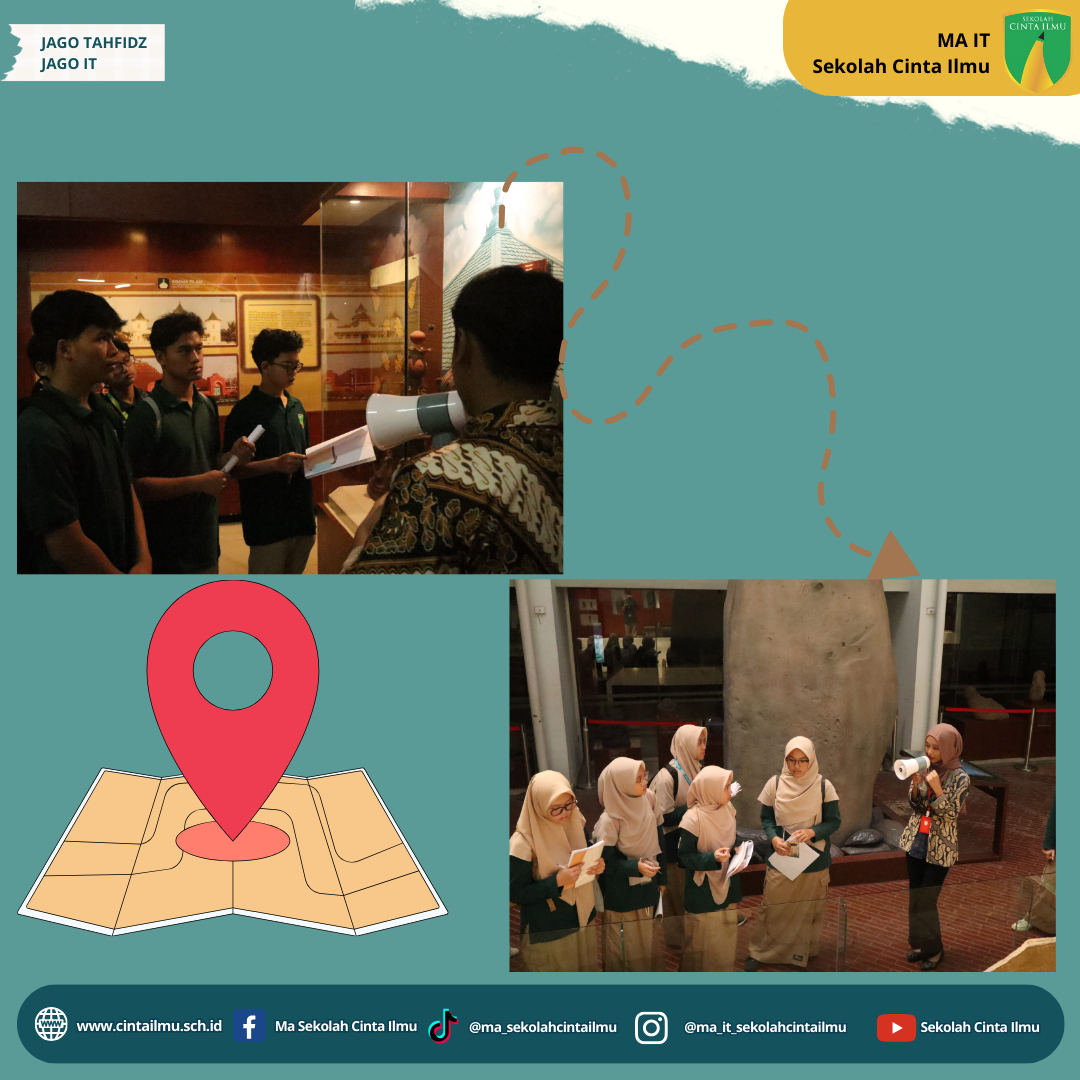 JAGO TAHFIDZ
JAGO IT
MA IT
Sekolah Cinta Ilmu
SEKOLAH
CINTA ILMU
www.cintailmu.sch.id
Ma Sekolah Cinta Ilmu
@ma_sekolahcintailmu
@ma_it_sekolahcintailmu
Sekolah Cinta Ilmu